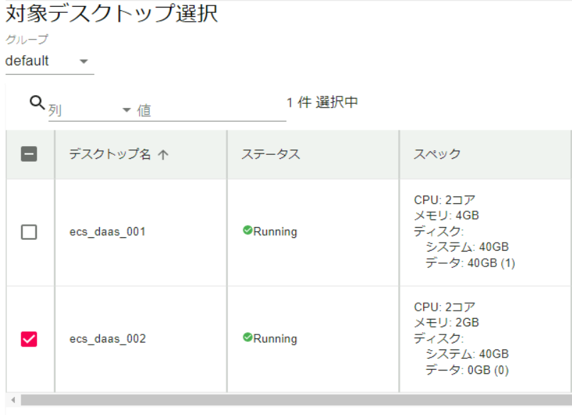 対象デスクトップ選択
グループ
default
列 値 1 件 選択中
デスクトップ名 ↑ ステータス スペック
ecs_daas_001 Running
CPU: 2コア
メモリ: 4GB
ディスク:
システム: 40GB
データ: 40GB (1)
ecs_daas_002 Running
CPU: 2コア
メモリ: 2GB
ディスク:
システム: 40GB
データ: 0GB (0)